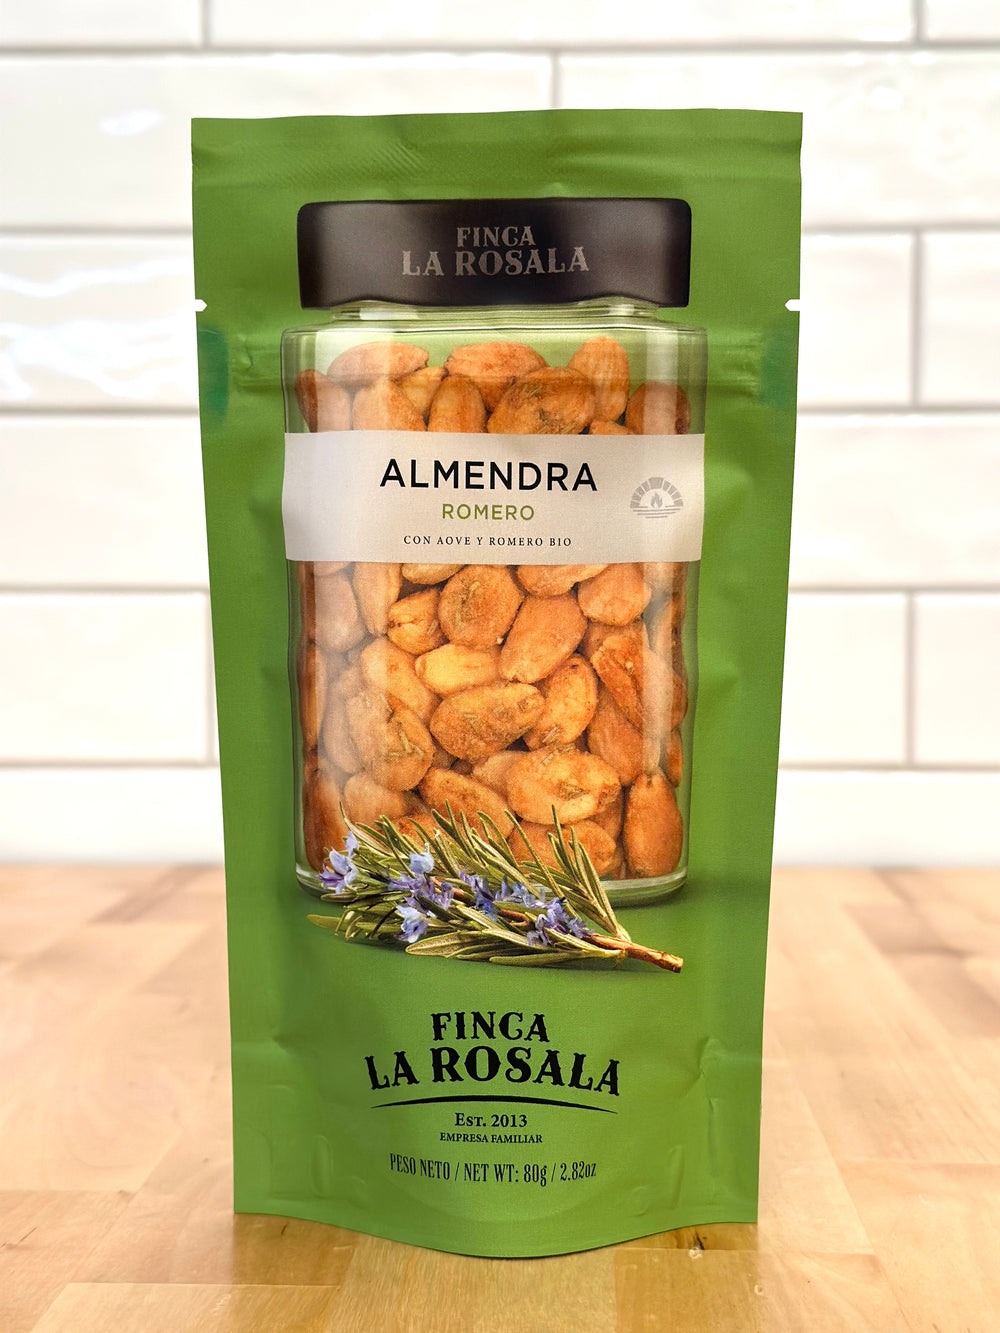 FINCA
LA ROSALA
ALMENDRA
ROMERO
CON AOVE Y ROMERO BIO
FINCA
LA ROSALA
EST. 2013
EMPRESA FAMILIAR
PESO NETO / NET WT: 80g / 2.82oz